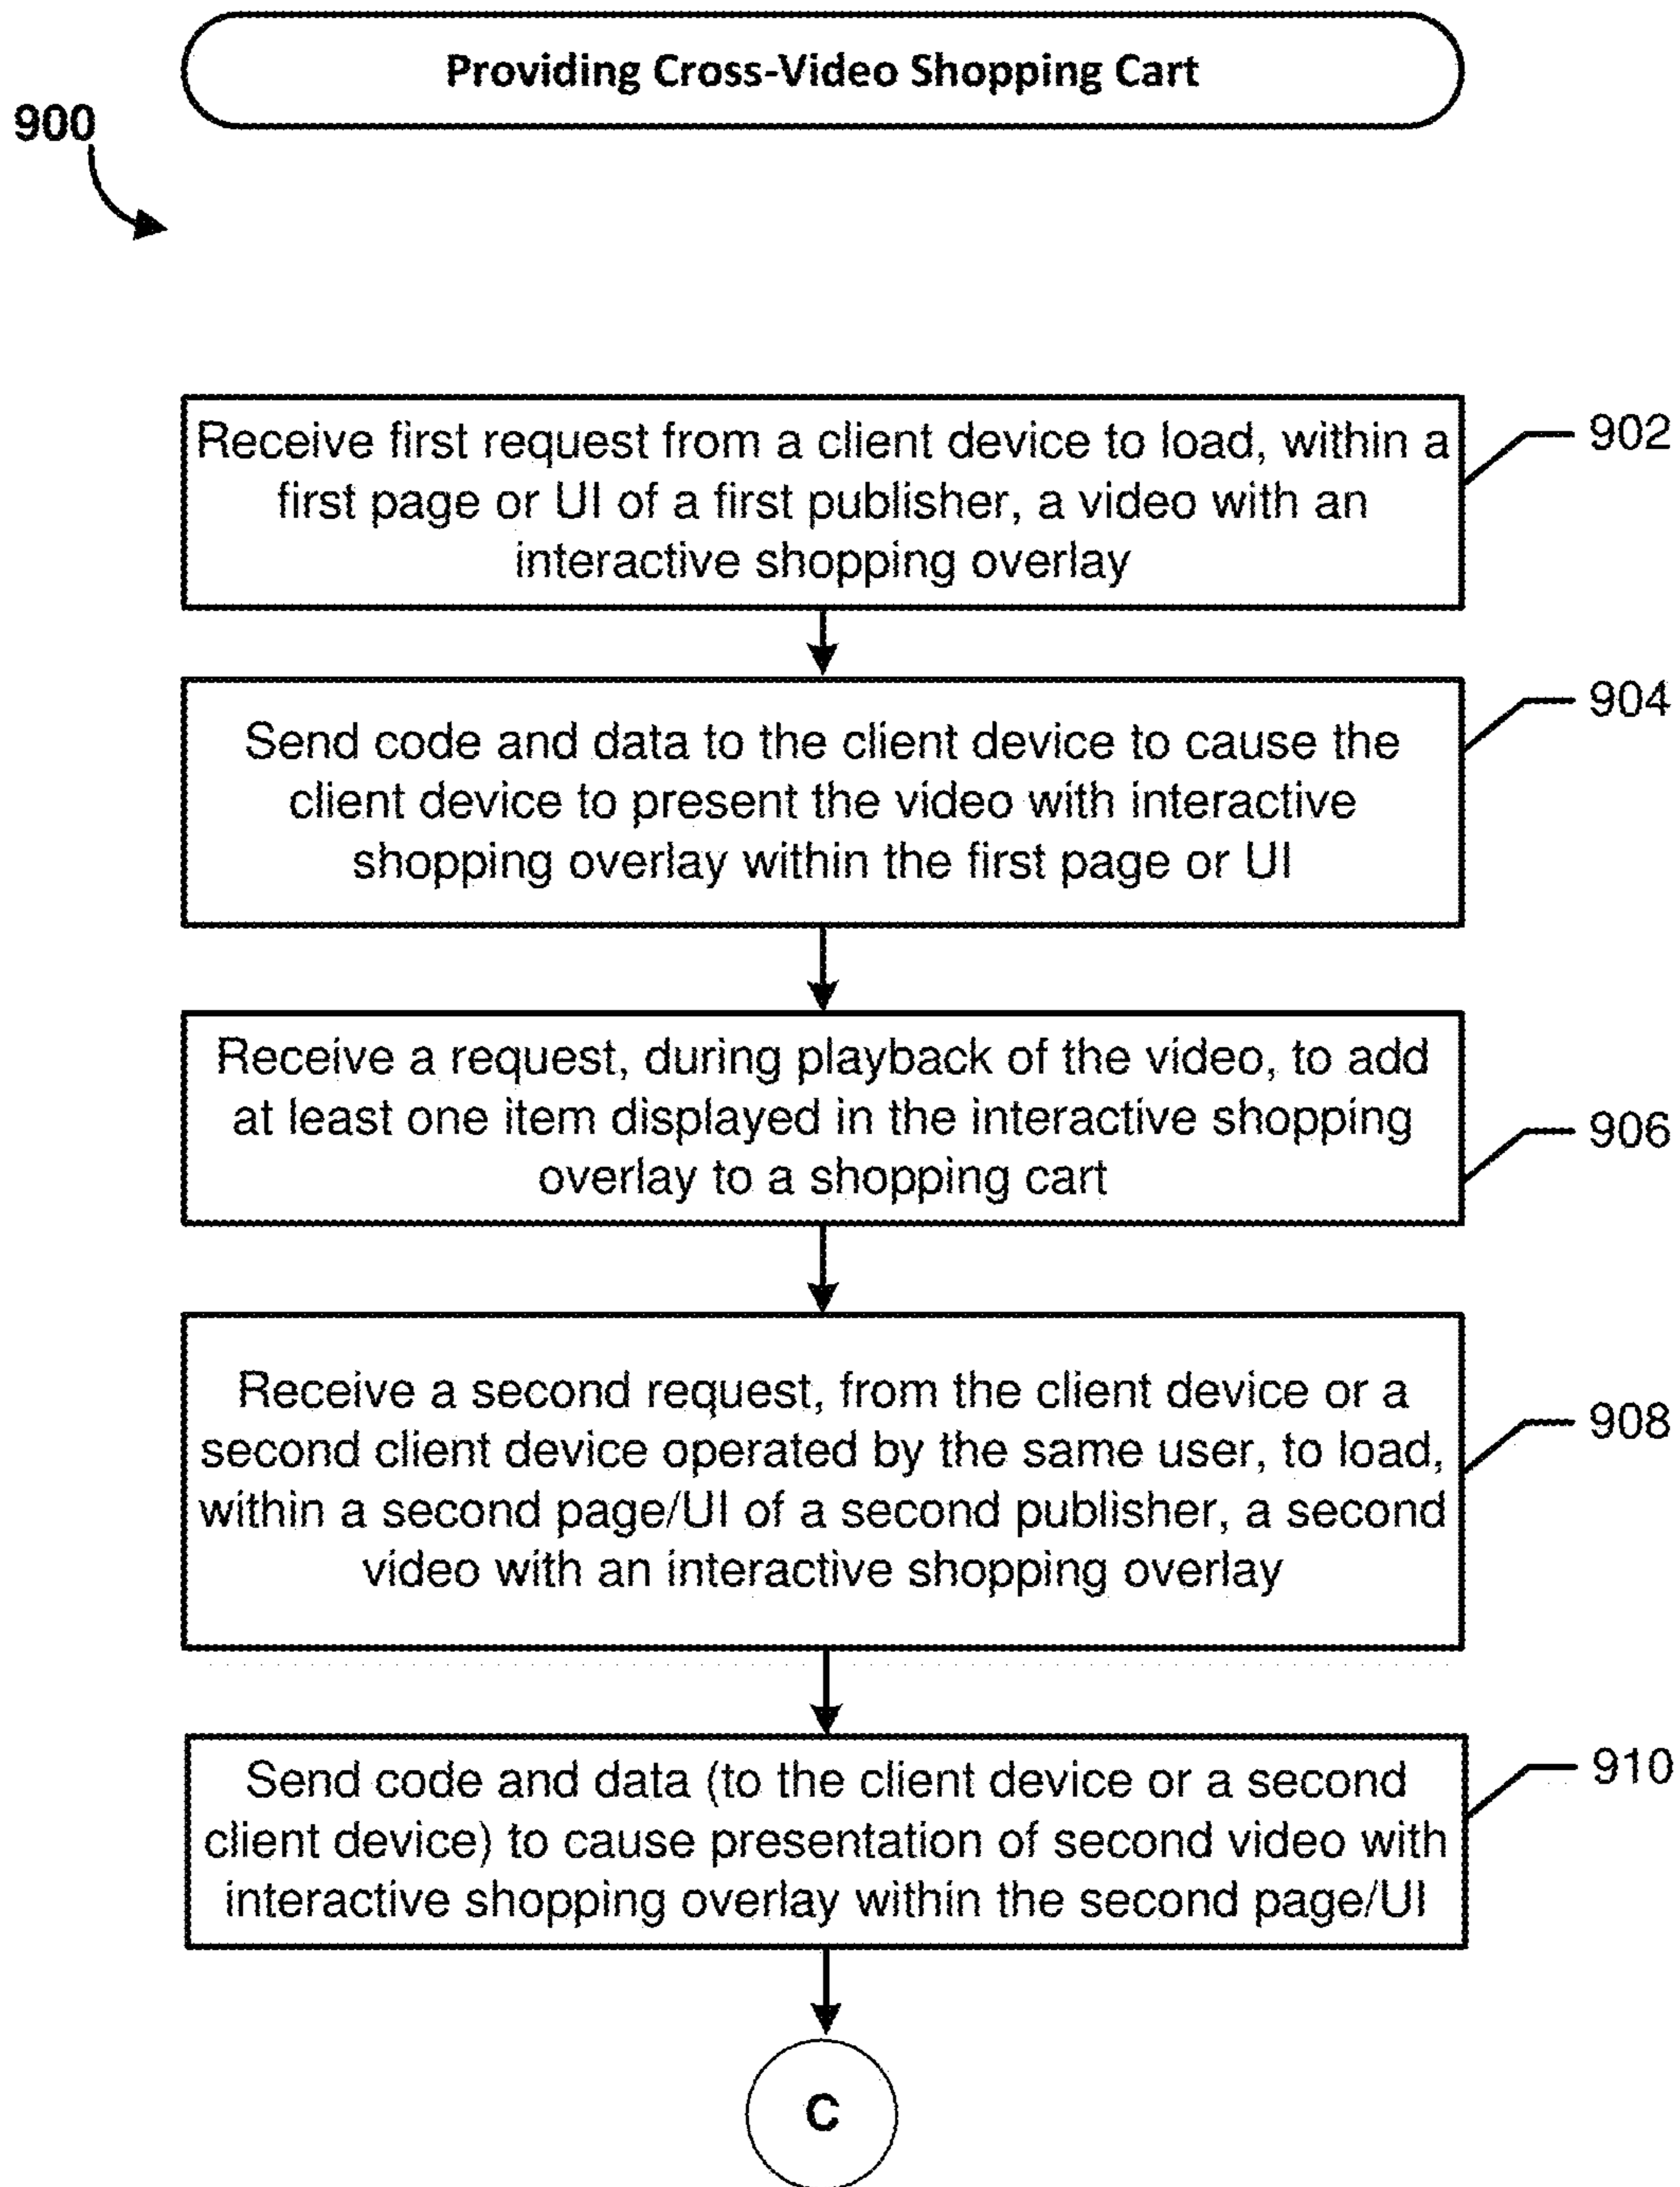 Providing Cross-Video Shopping Cart
900
Receive first request from a client device to load, within a
first page or UI of a first publisher, a video with an
interactive shopping overlay
902
Send code and data to the client device to cause the
client device to present the video with interactive
shopping overlay within the first page or UI
904
Receive a request, during playback of the video, to add
at least one item displayed in the interactive shopping
overlay to a shopping cart
906
Receive a second request, from the client device or a
second client device operated by the same user, to load,
within a second page/UI of a second publisher, a second
video with an interactive shopping overlay
908
Send code and data (to the client device or a second
client device) to cause presentation of second video with
interactive shopping overlay within the second page/UI
910
C